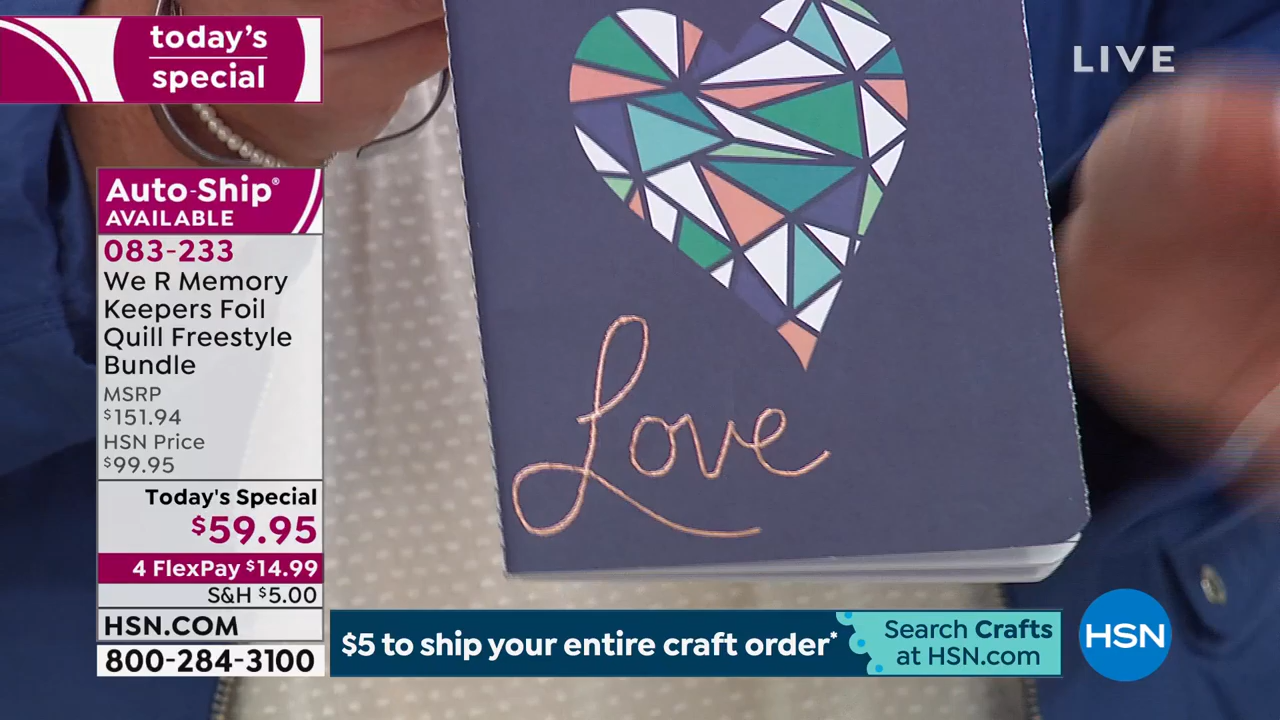 today's
special
LIVE
Auto-Ship®
AVAILABLE
083-233
We R Memory
Keepers Foil
Quill Freestyle
Bundle
MSRP
$151.94
HSN Price
$99.95
Today's Special
$59.95
4 FlexPay $14.99
S&H $5.00
HSN.COM
800-284-3100
Love
$5 to ship your entire craft order*
Search Crafts
at HSN.com
HSN